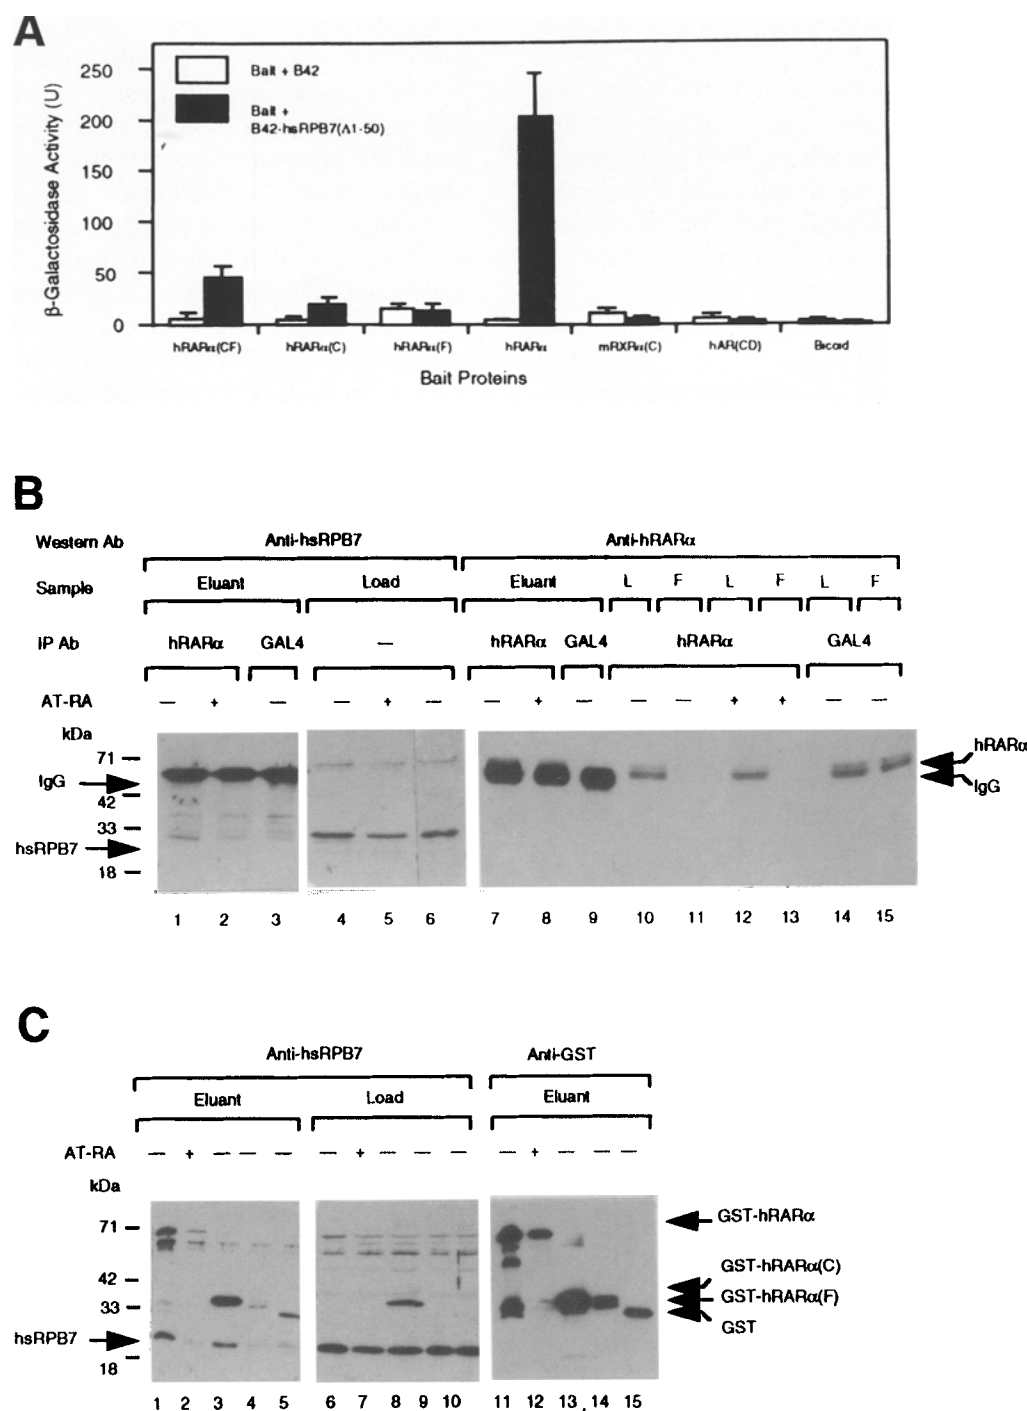 A
β-Galactosidase Activity (U)
250
200
150
100
50
0
Bait + B42
Bait +
B42-hsRPB7(Δ1-50)
hRARα(CF) hRARα(C) hRARα(F) hRARα mRXRα(C) hAR(CD) Bicoid
Bait Proteins
B
Western Ab Anti-hsRPB7 Anti-hRARα
Sample Eluant Load Eluant L F L F L F
IP Ab hRARα GAL4 — hRARα GAL4 hRARα GAL4
AT-RA — + — — + — — + — — — + + — —
kDa
71
IgG
42
33
hsRPB7
18
hRARα
IgG
1 2 3 4 5 6 7 8 9 10 11 12 13 14 15
C
Anti-hsRPB7 Anti-GST
Eluant Load Eluant
AT-RA — + — — — — + — — — — + — — —
kDa
71
42
33
hsRPB7
18
GST-hRARα
GST-hRARα(C)
GST-hRARα(F)
GST
1 2 3 4 5 6 7 8 9 10 11 12 13 14 15